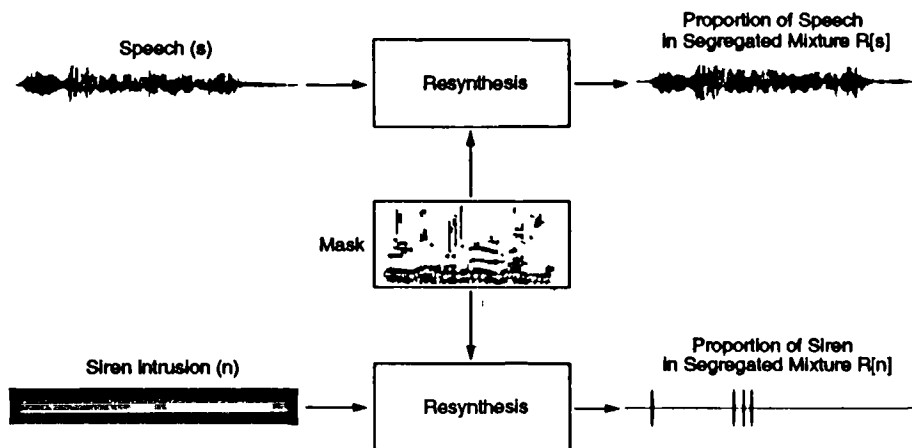 Speech (s)
Resynthesis
Proportion of Speech
in Segregated Mixture R[s]
Mask
Siren Intrusion (n)
Resynthesis
Proportion of Siren
in Segregated Mixture R[n]